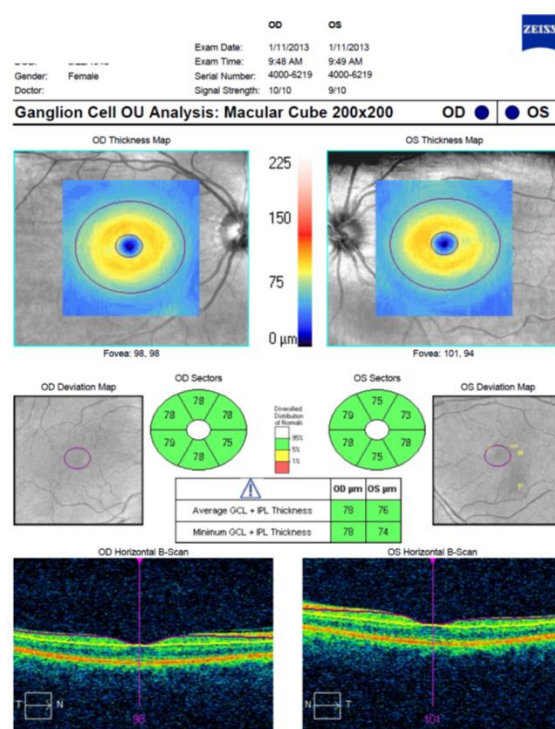 OD OS
ZEISS
Exam Date: 1/11/2013 1/11/2013
Exam Time: 9:48 AM 9:49 AM
Gender: Female Serial Number: 4000-6219 4000-6219
Doctor: Signal Strength: 10/10 9/10
Ganglion Cell OU Analysis: Macular Cube 200x200 OD OS
OD Thickness Map OS Thickness Map
225
150
75
0 µm
Fovea: 98, 98 Fovea: 101, 94
OD Deviation Map OD Sectors OS Sectors OS Deviation Map
78 78 78 75 78 79
75 73 75 78 78 79
Diversified:
Distribution
of Normals
95%
5%
1%
OD µm OS µm
Average GCL + IPL Thickness 78 76
Minimum GCL + IPL Thickness 78 74
OD Horizontal B-Scan OS Horizontal B-Scan
T N 98
N T 101